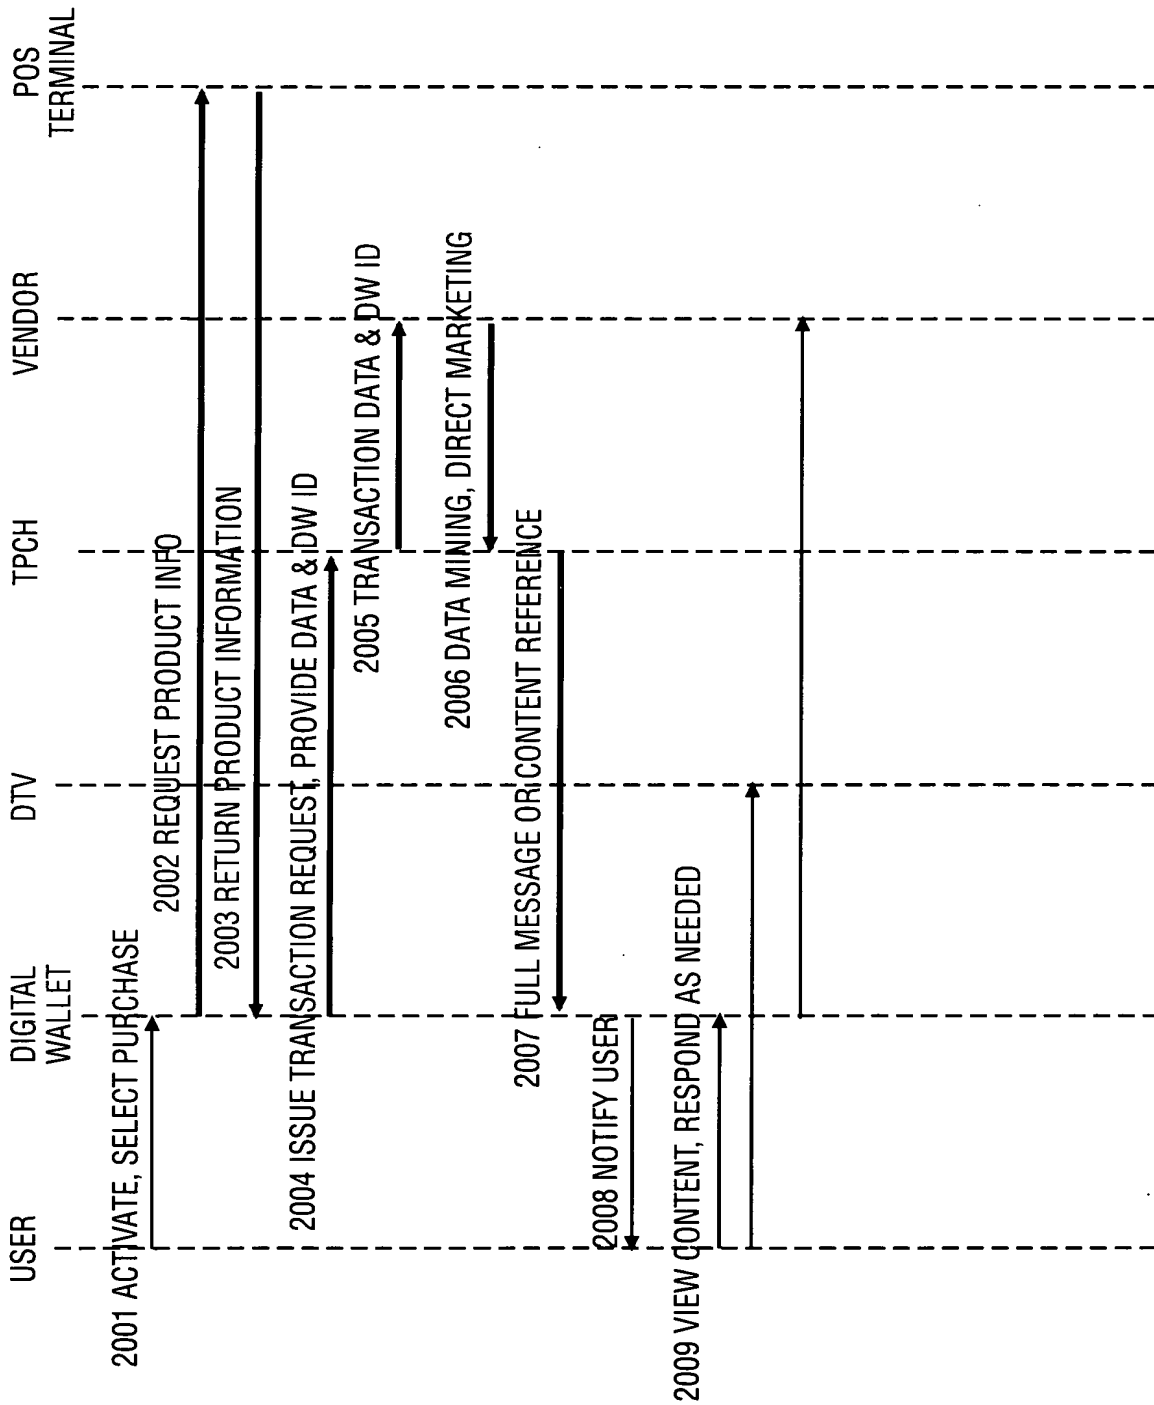 USER
DIGITAL
WALLET
DTV
TPCH
VENDOR
POS
TERMINAL
2001 ACTIVATE, SELECT PURCHASE
2002 REQUEST PRODUCT INFO
2003 RETURN PRODUCT INFORMATION
2004 ISSUE TRANSACTION REQUEST, PROVIDE DATA & DW ID
2005 TRANSACTION DATA & DW ID
2006 DATA MINING, DIRECT MARKETING
2007 FULL MESSAGE OR CONTENT REFERENCE
2008 NOTIFY USER
2009 VIEW CONTENT, RESPOND AS NEEDED